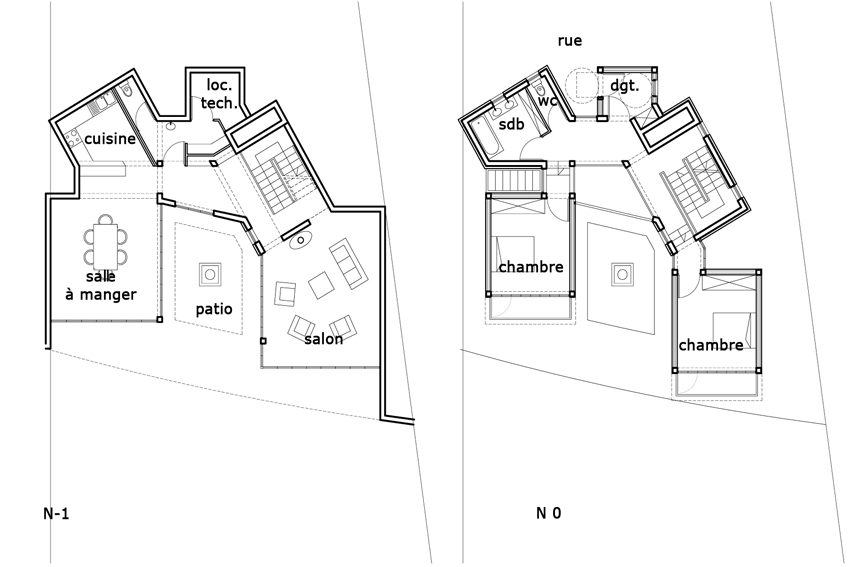 loc.
tech.
cuisine
salle
à manger
patio
salon
N-1
rue
dgt.
wc
sdb
chambre
chambre
N 0